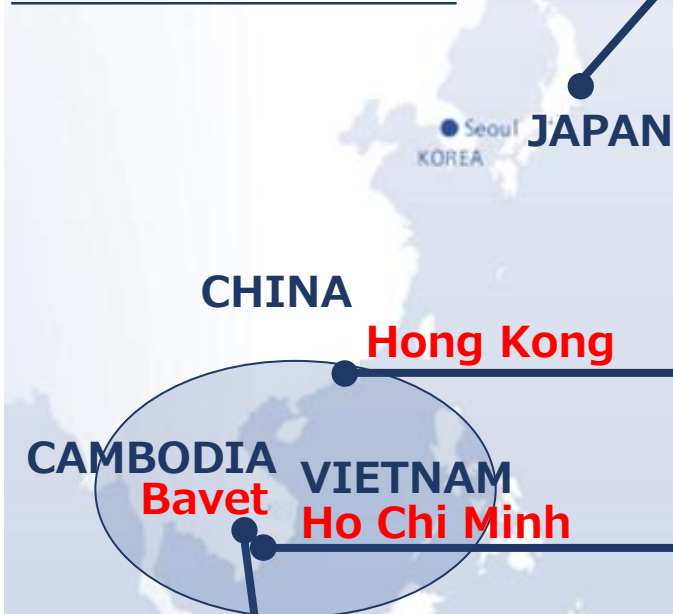 Seoul
JAPAN
KOREA
CHINA
Hong Kong
CAMBODIA
VIETNAM
Bavet
Ho Chi Minh